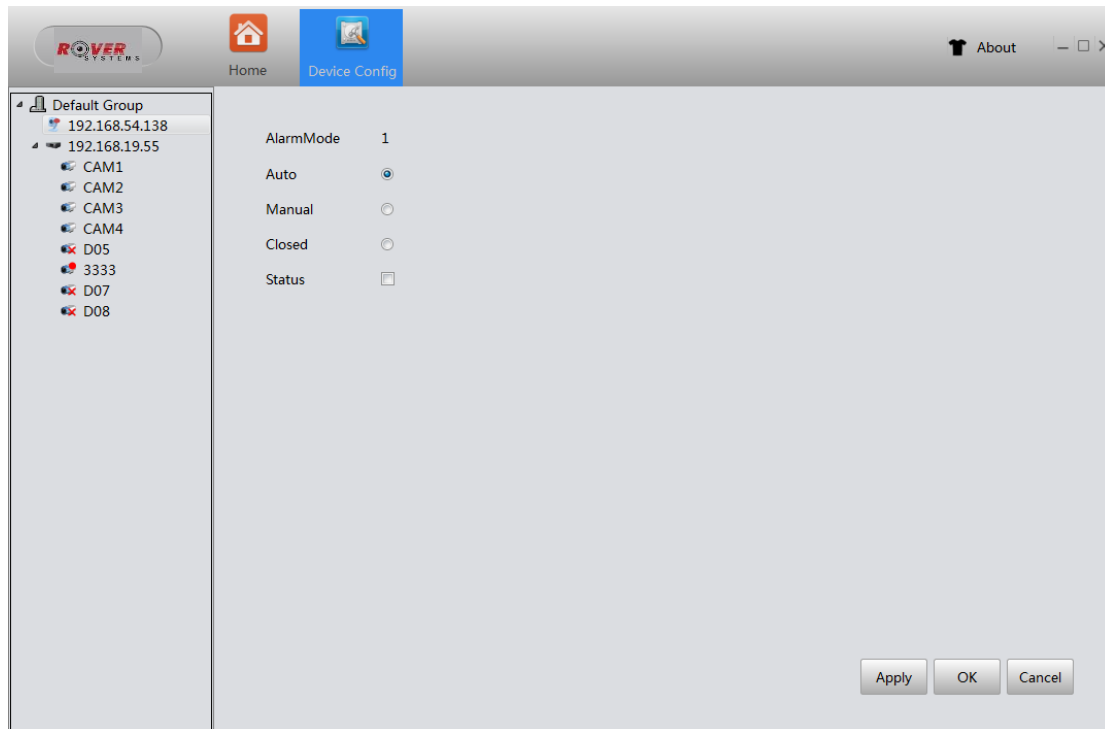 ROVER
SYSTEMS
Home
Device Config
About
Default Group
192.168.54.138
192.168.19.55
CAM1
CAM2
CAM3
CAM4
D05
3333
D07
D08
AlarmMode 1
Auto
Manual
Closed
Status
Apply OK Cancel